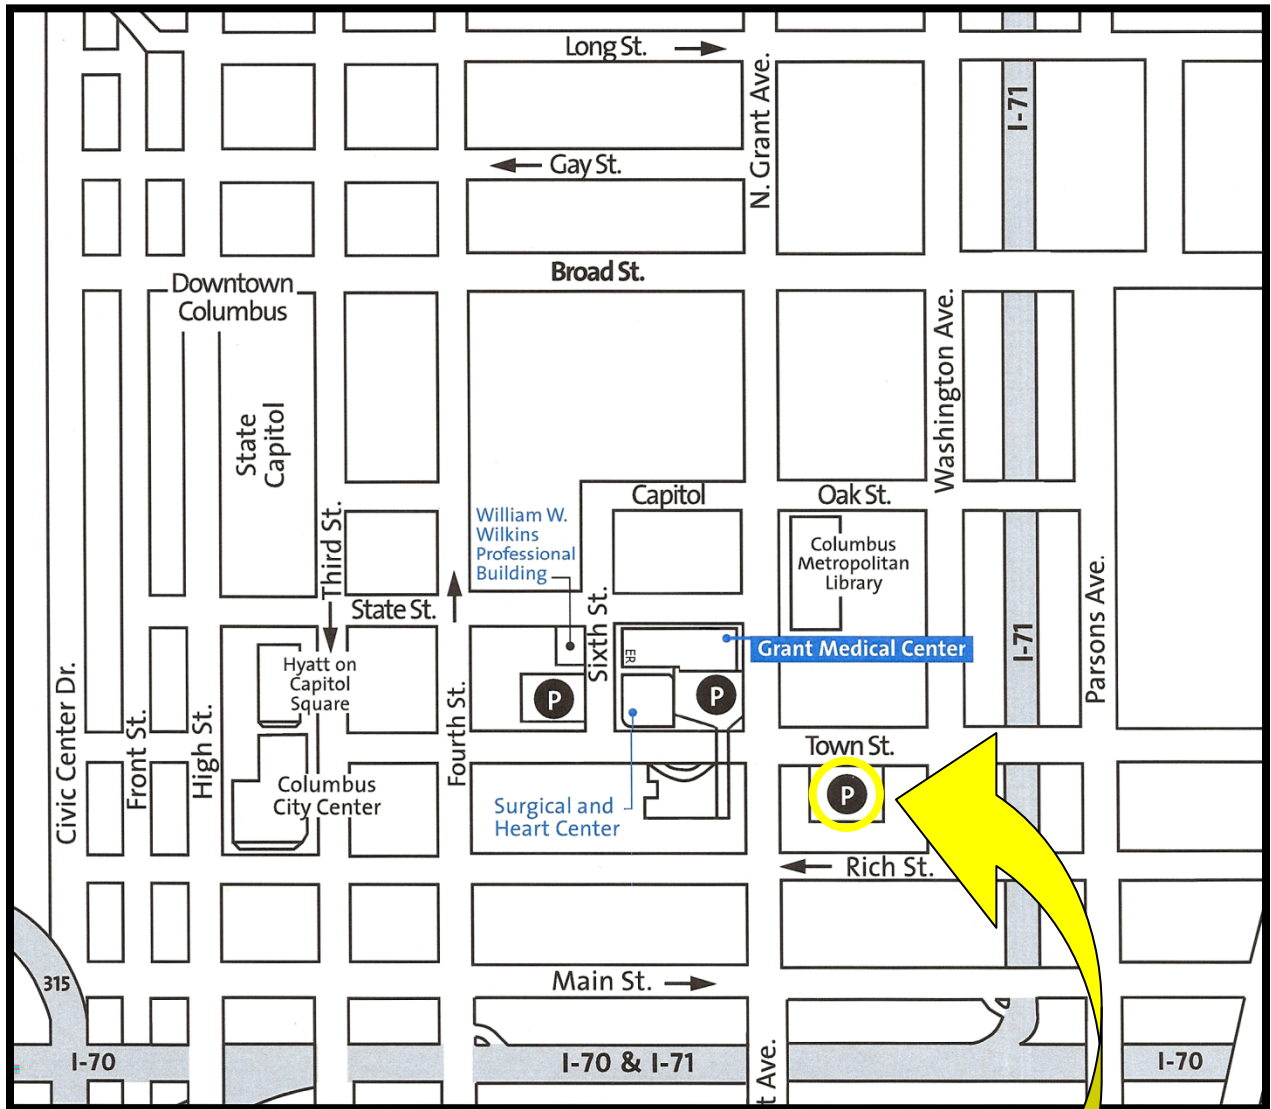 Long St.
I-71
N. Grant Ave.
Gay St.
Broad St.
Downtown
Columbus
Washington Ave.
State
Capitol
Capitol
Oak St.
William W.
Wilkins
Professional
Building
Third St.
Columbus
Metropolitan
Library
State St.
Sixth St.
Parsons Ave.
I-71
ER
Grant Medical Center
Hyatt on
Capitol
Square
P
P
Civic Center Dr.
Front St.
High St.
Fourth St.
Town St.
Columbus
City Center
P
Surgical and
Heart Center
Rich St.
315
Main St.
I-70
I-70 & I-71
t Ave.
I-70